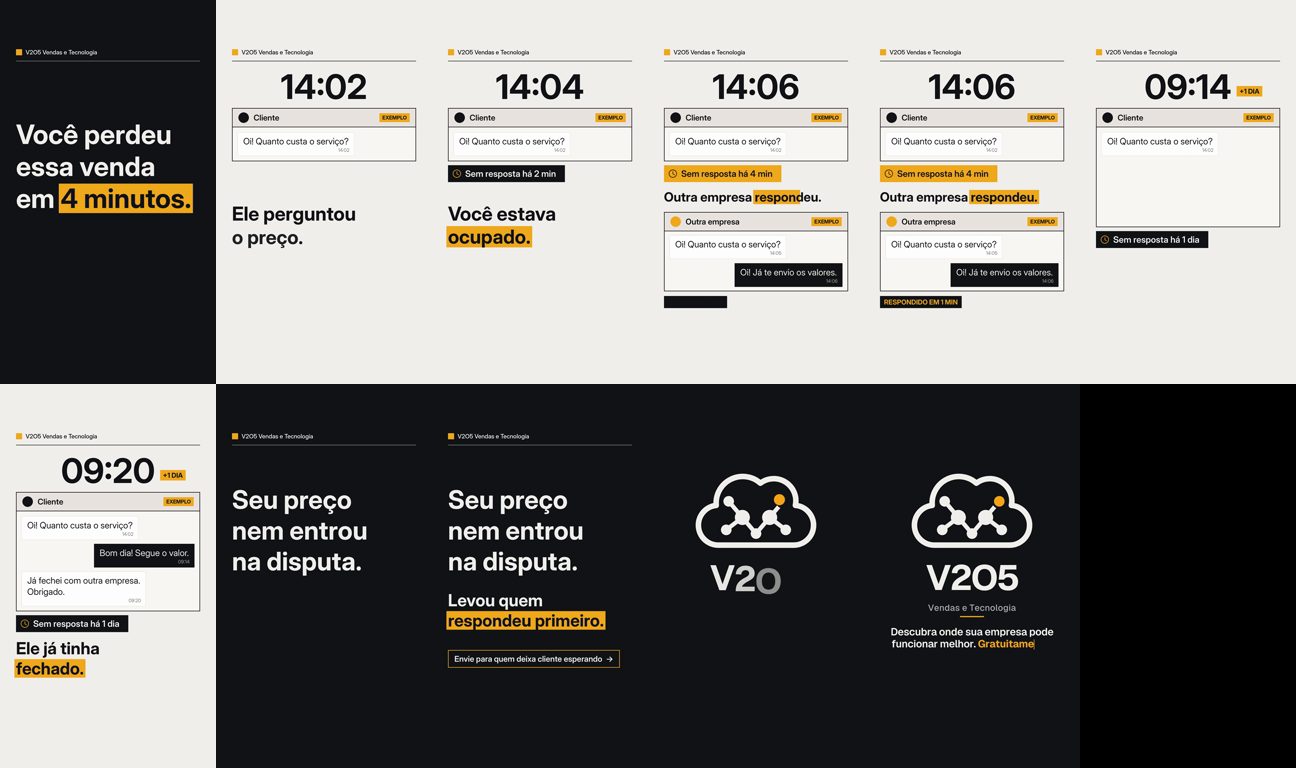 V2O5 Vendas e Tecnologia
Você perdeu
essa venda
em 4 minutos.
V2O5 Vendas e Tecnologia
14:02
Cliente
EXEMPLO
Oi! Quanto custa o serviço?
14:02
Ele perguntou
o preço.
V2O5 Vendas e Tecnologia
14:04
Cliente
EXEMPLO
Oi! Quanto custa o serviço?
14:02
Sem resposta há 2 min
Você estava
ocupado.
V2O5 Vendas e Tecnologia
14:06
Cliente
EXEMPLO
Oi! Quanto custa o serviço?
14:02
Sem resposta há 4 min
Outra empresa respondeu.
Outra empresa
EXEMPLO
Oi! Quanto custa o serviço?
14:05
Oi! Já te envio os valores.
14:06
V2O5 Vendas e Tecnologia
14:06
Cliente
EXEMPLO
Oi! Quanto custa o serviço?
14:02
Sem resposta há 4 min
Outra empresa respondeu.
Outra empresa
EXEMPLO
Oi! Quanto custa o serviço?
14:05
Oi! Já te envio os valores.
14:06
RESPONDIDO EM 1 MIN
V2O5 Vendas e Tecnologia
09:14 +1 DIA
Cliente
EXEMPLO
Oi! Quanto custa o serviço?
14:02
Sem resposta há 1 dia
V2O5 Vendas e Tecnologia
09:20 +1 DIA
Cliente
EXEMPLO
Oi! Quanto custa o serviço?
14:02
Bom dia! Segue o valor.
09:14
Já fechei com outra empresa.
Obrigado.
09:20
Sem resposta há 1 dia
Ele já tinha
fechado.
V2O5 Vendas e Tecnologia
Seu preço
nem entrou
na disputa.
V2O5 Vendas e Tecnologia
Seu preço
nem entrou
na disputa.
Levou quem
respondeu primeiro.
Envie para quem deixa cliente esperando →
V2O
V2O5
Vendas e Tecnologia
Descubra onde sua empresa pode
funcionar melhor. Gratuitame